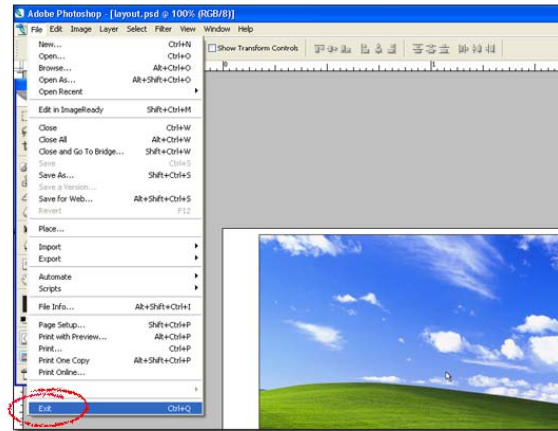 Adobe Photoshop - [layout.psd @ 100% (RGB/8)]
File Edit Image Layer Select Filter View Window Help
Show Transform Controls
New... Ctrl+N
Open... Ctrl+O
Browse... Alt+Ctrl+O
Open As... Alt+Shift+Ctrl+O
Open Recent
Edit in ImageReady Shift+Ctrl+M
Close Ctrl+W
Close All Alt+Ctrl+W
Close and Go To Bridge... Shift+Ctrl+W
Save Ctrl+S
Save As... Shift+Ctrl+S
Save a Version...
Save for Web... Alt+Shift+Ctrl+S
Revert F12
Place...
Import
Export
Automate
Scripts
File Info... Alt+Shift+Ctrl+I
Page Setup... Shift+Ctrl+P
Print with Preview... Alt+Ctrl+P
Print... Ctrl+P
Print One Copy Alt+Shift+Ctrl+P
Print Online...
Exit Ctrl+Q
0
1